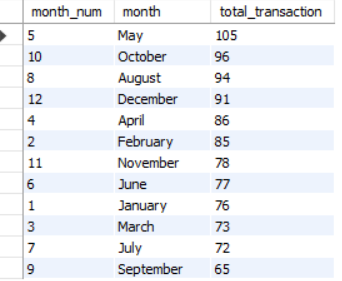 month_num month total_transaction
5 May 105
10 October 96
8 August 94
12 December 91
4 April 86
2 February 85
11 November 78
6 June 77
1 January 76
3 March 73
7 July 72
9 September 65